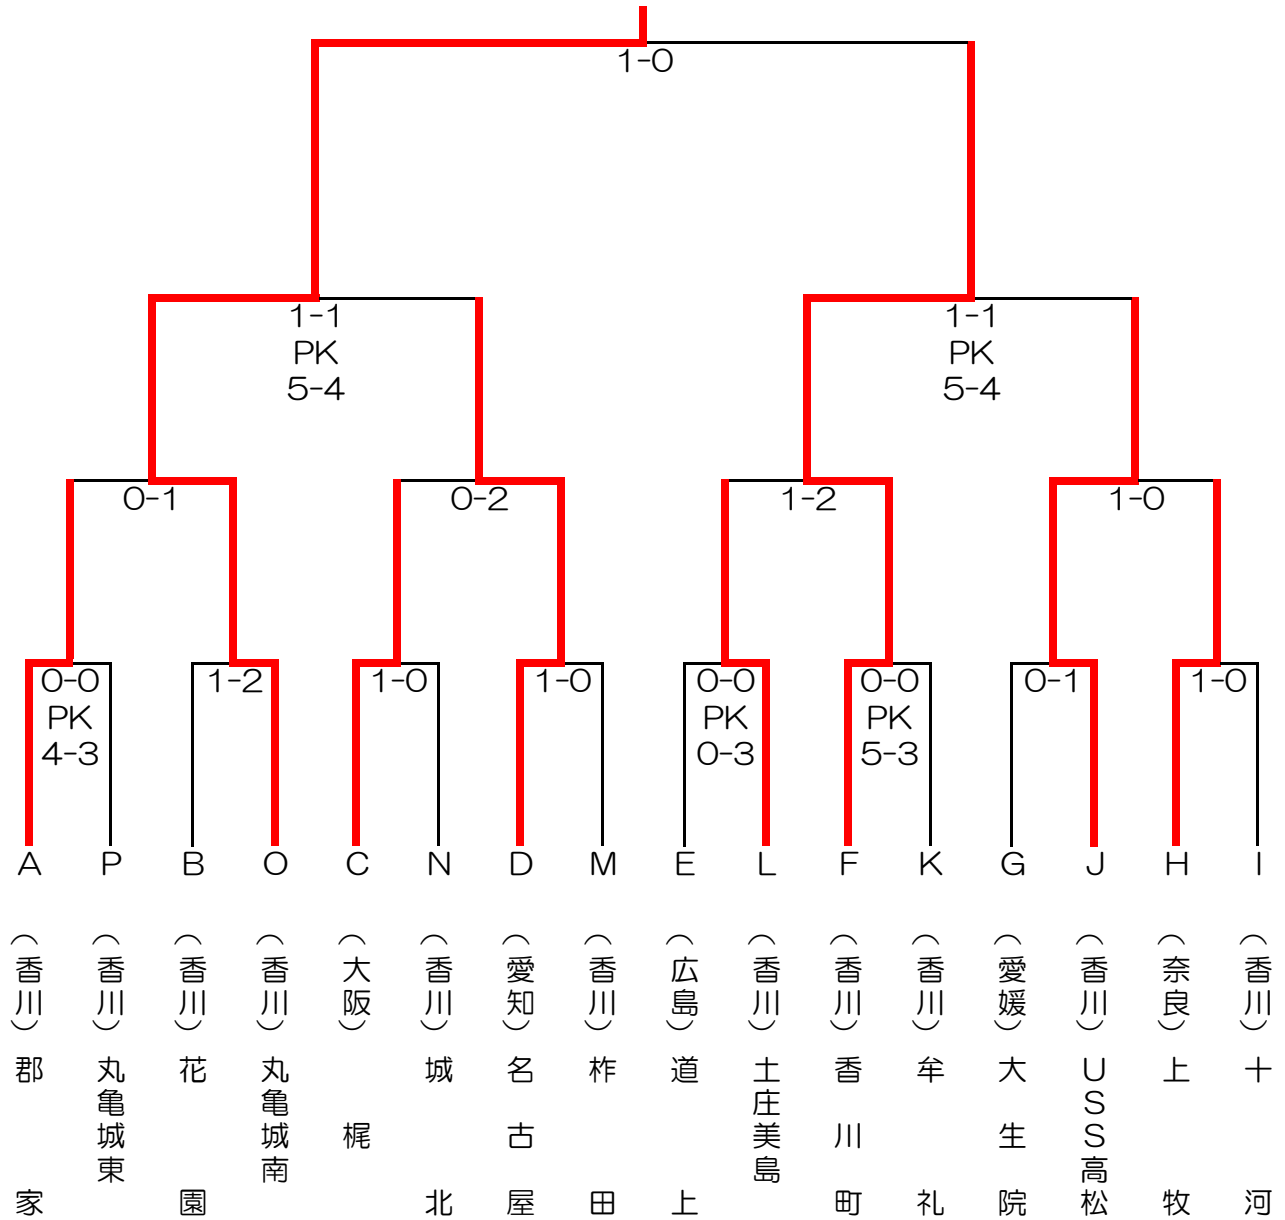 1-0
1-1
PK
5-4
1-1
PK
5-4
0-1
0-2
1-2
1-0
0-0
PK
4-3
1-2
1-0
1-0
0-0
PK
0-3
0-0
PK
5-3
0-1
1-0
A
P
B
O
C
N
D
M
E
L
F
K
G
J
H
I
（香川）郡家
（香川）丸亀城東
（香川）花園
（香川）丸亀城南
（大阪）梶
（香川）城北
（愛知）名古屋
（香川）柞田
（広島）道上
（香川）土庄美島
（香川）香川町
（香川）牟礼
（愛媛）大生院
（香川）USS高松
（奈良）上牧
（香川）十河